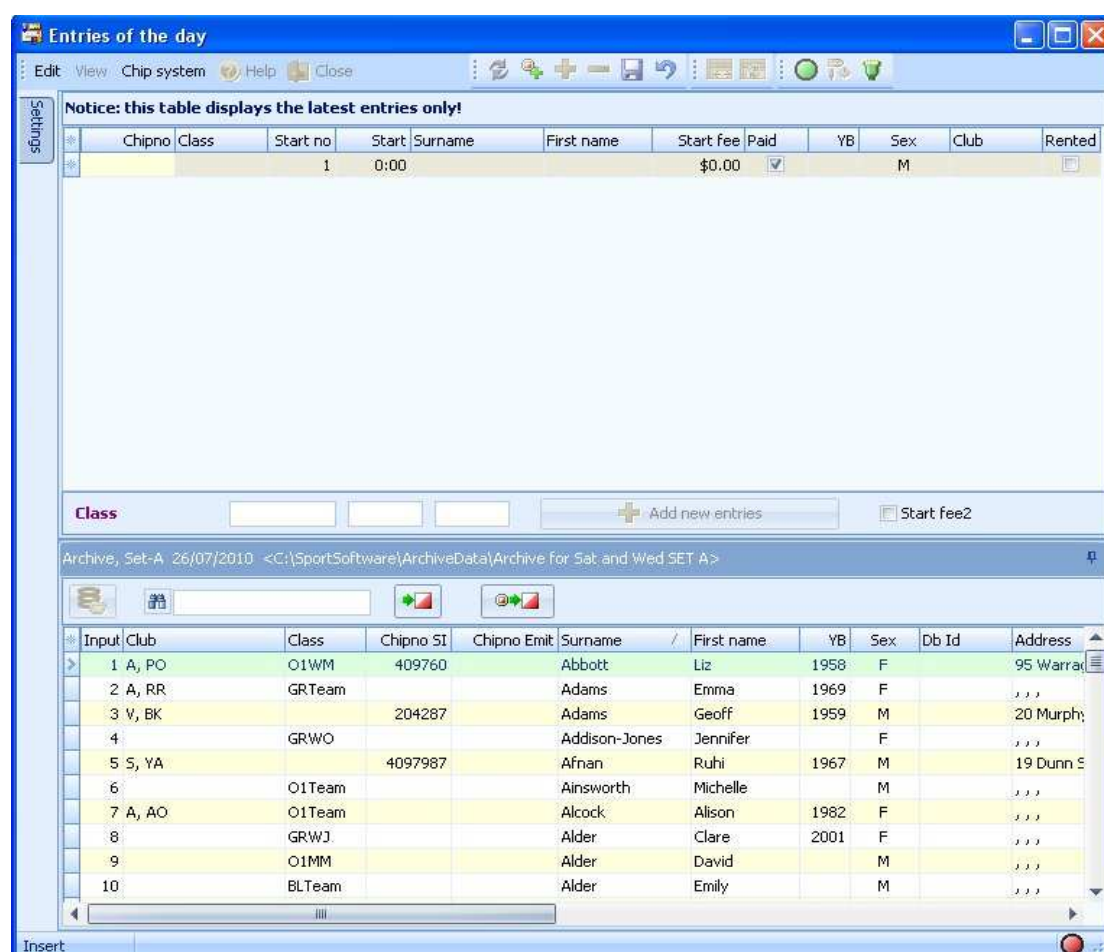 Entries of the day
Edit View Chip system Help Close
Settings
Notice: this table displays the latest entries only!
Chipno Class Start no Start Surname First name Start fee Paid YB Sex Club Rented
1 0:00 $0.00 M
Class Add new entries Start fee2
Archive, Set-A 26/07/2010 <C:\SportSoftware\ArchiveData\Archive for Sat and Wed SET A>
Input Club Class Chipno SI Chipno Emit Surname / First name YB Sex Db Id Address
1 A, PO O1WM 409760 Abbott Liz 1958 F 95 Warrag
2 A, RR GRTeam Adams Emma 1969 F , , ,
3 V, BK 204287 Adams Geoff 1959 M 20 Murphy
4 GRWO Addison-Jones Jennifer F , , ,
5 S, YA 4097987 Afnan Ruhi 1967 M 19 Dunn S
6 O1Team Ainsworth Michelle M , , ,
7 A, AO O1Team Alcock Alison 1982 F , , ,
8 GRWJ Alder Clare 2001 F , , ,
9 O1MM Alder David M , , ,
10 BLTeam Alder Emily M , , ,
Insert